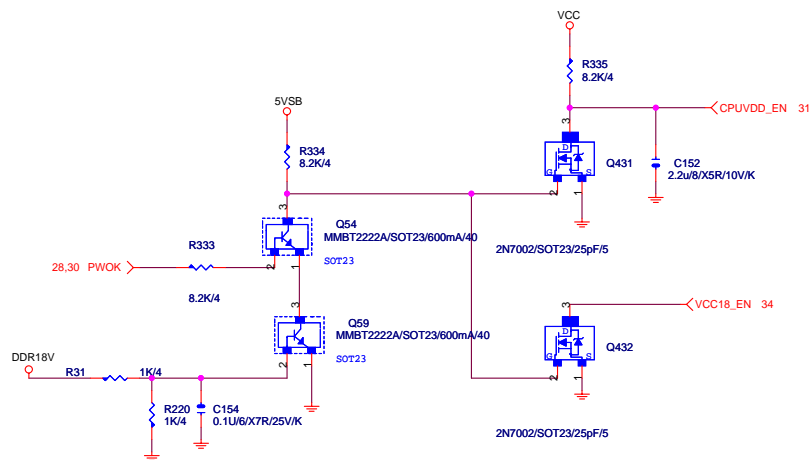 VCC
R335
8.2K/4
CPUVDD_EN 31
5VSB
R334
8.2K/4
3
D
G
S
2
1
Q431
C152
2.2u/8/X5R/10V/K
3
Q54
MMBT2222A/SOT23/600mA/40
SOT23
2N7002/SOT23/25pF/5
R333
28,30 PWOK
2
1
8.2K/4
3
VCC18_EN 34
3
Q59
MMBT2222A/SOT23/600mA/40
SOT23
D
G
S
Q432
DDR18V
R31
1K/4
2
1
2
1
R220
1K/4
C154
0.1U/6/X7R/25V/K
2N7002/SOT23/25pF/5